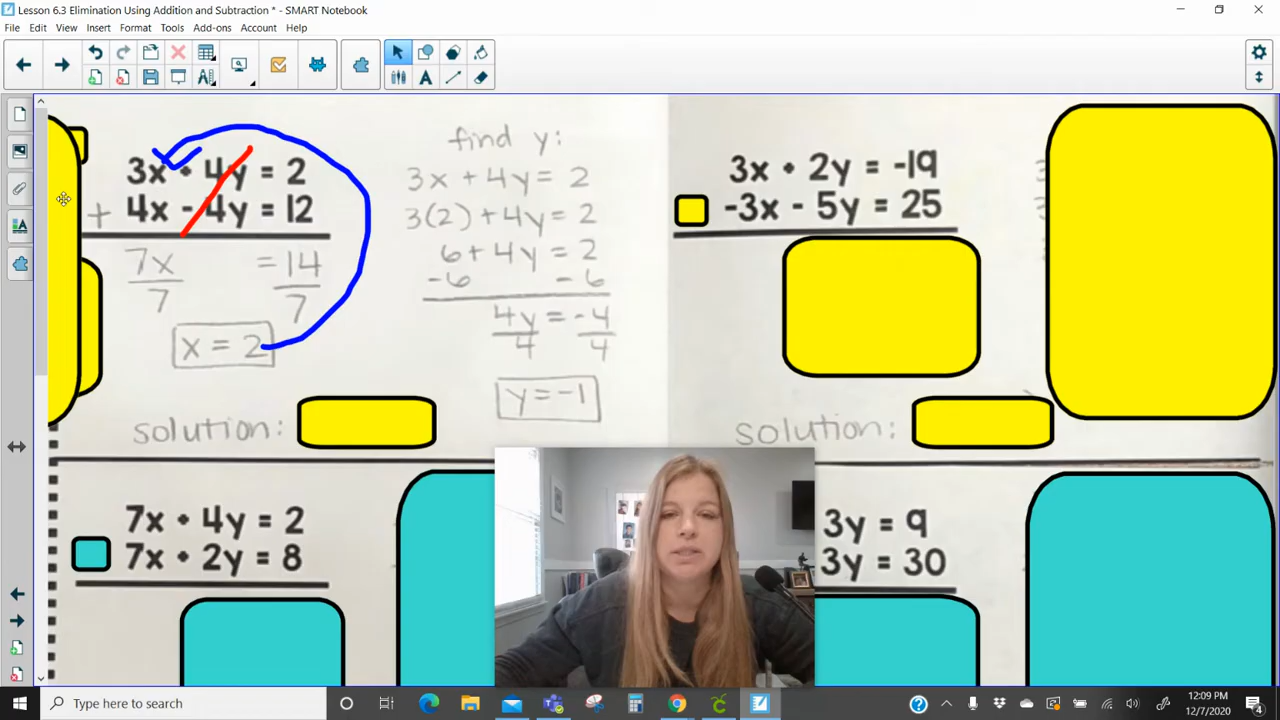 Lesson 6.3 Elimination Using Addition and Subtraction * - SMART Notebook
File Edit View Insert Format Tools Add-ons Account Help
3x + 4y = 2
+ 4x - 4y = 12
7x = 14
7 7
x = 2
solution:
find y:
3x + 4y = 2
3(2) + 4y = 2
6 + 4y = 2
-6 -6
4y = -4
4 4
y = -1
3x + 2y = -19
-3x - 5y = 25
solution:
7x + 4y = 2
7x + 2y = 8
3y = 9
3y = 30
Type here to search
12:09 PM
12/7/2020
4